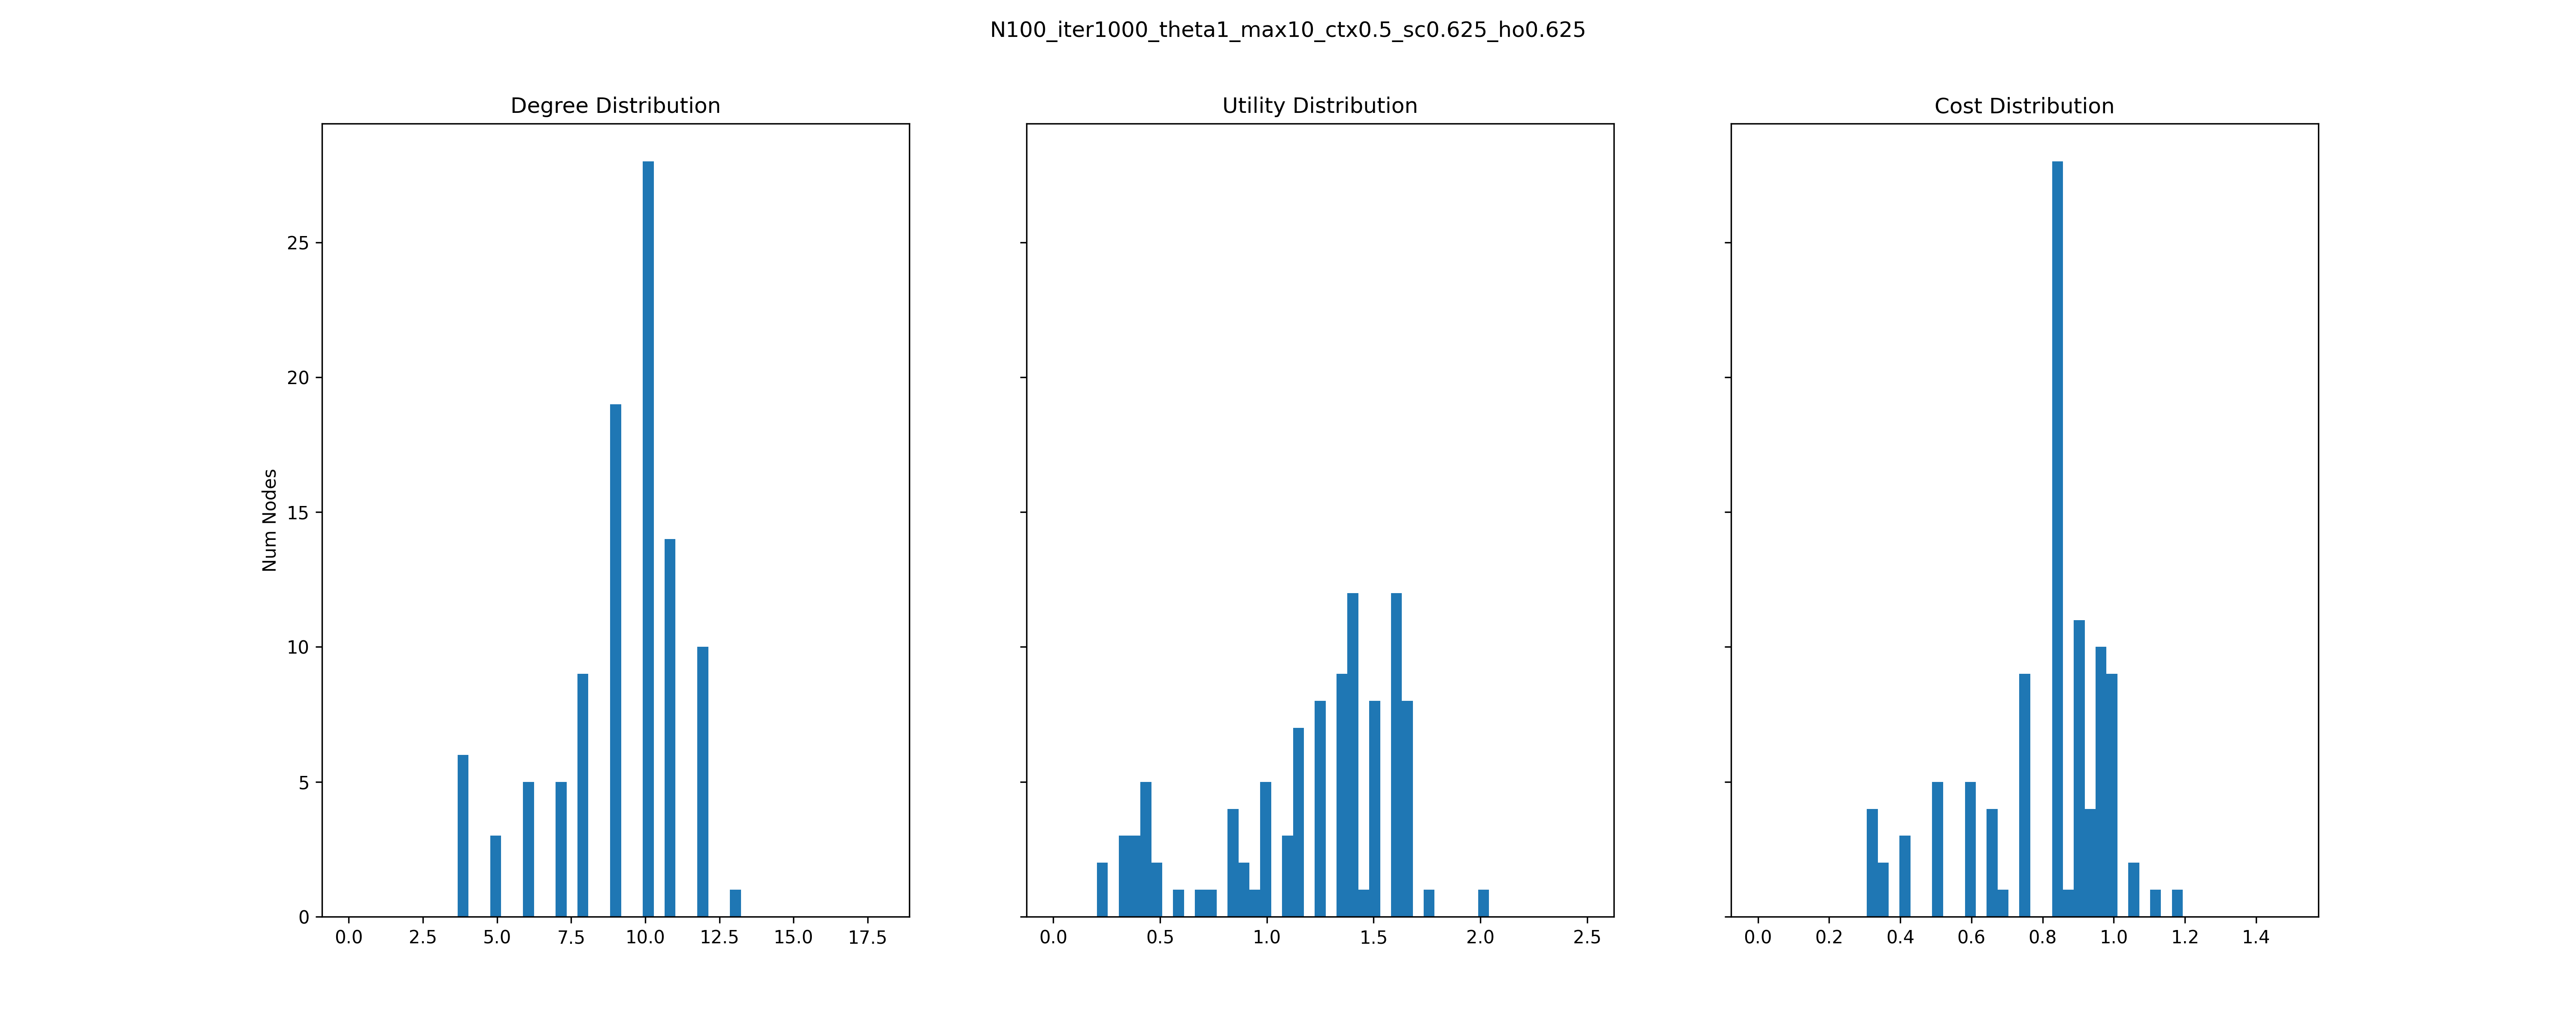 N100_iter1000_theta1_max10_ctx0.5_sc0.625_ho0.625
Degree Distribution
Num Nodes
25
20
15
10
5
0
0.0 2.5 5.0 7.5 10.0 12.5 15.0 17.5
Utility Distribution
0.0 0.5 1.0 1.5 2.0 2.5
Cost Distribution
0.0 0.2 0.4 0.6 0.8 1.0 1.2 1.4